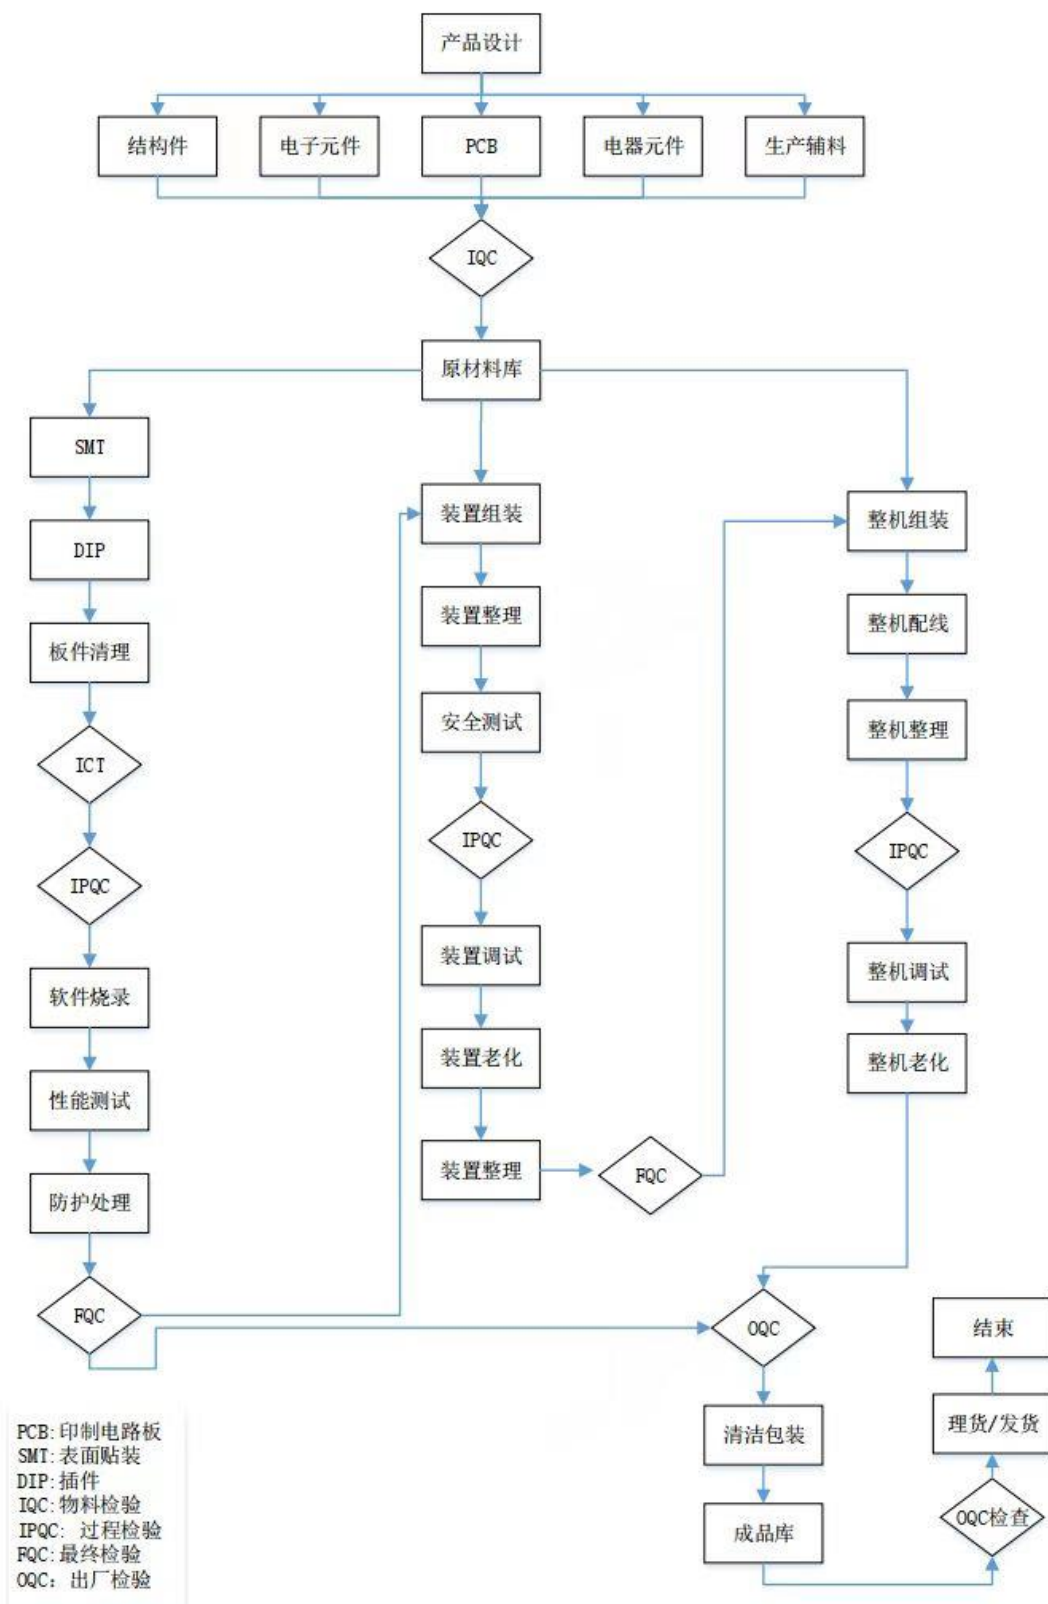 产品设计
结构件
电子元件
PCB
电器元件
生产辅料
IQC
原材料库
SMT
DIP
板件清理
ICT
IPQC
软件烧录
性能测试
防护处理
FQC
装置组装
装置整理
安全测试
IPQC
装置调试
装置老化
装置整理
FQC
整机组装
整机配线
整机整理
IPQC
整机调试
整机老化
OQC
清洁包装
成品库
OQC检查
理货/发货
结束
PCB:印制电路板
SMT:表面贴装
DIP:插件
IQC:物料检验
IPQC: 过程检验
FQC:最终检验
OQC: 出厂检验